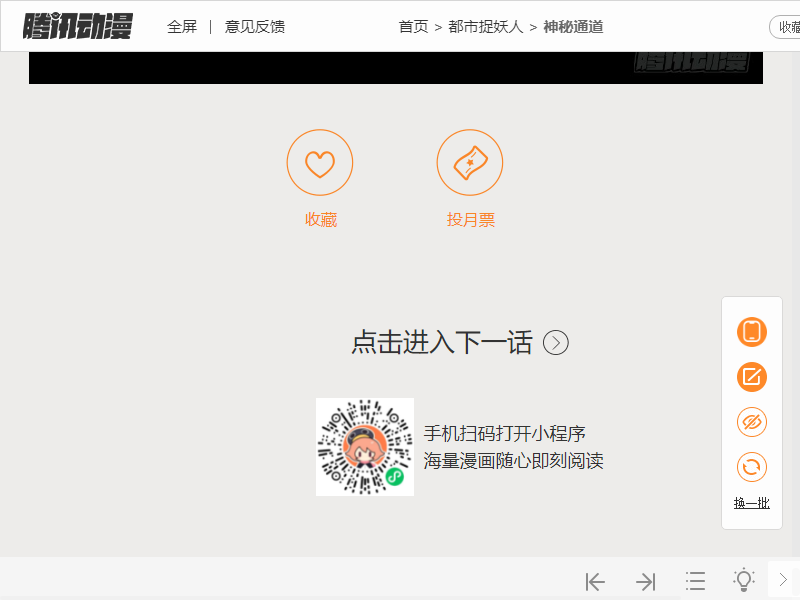 腾讯动漫
全屏 | 意见反馈
首页 > 都市捉妖人 > 神秘通道
收藏
腾讯动漫
收藏
投月票
点击进入下一话
手机扫码打开小程序
海量漫画随心即刻阅读
换一批